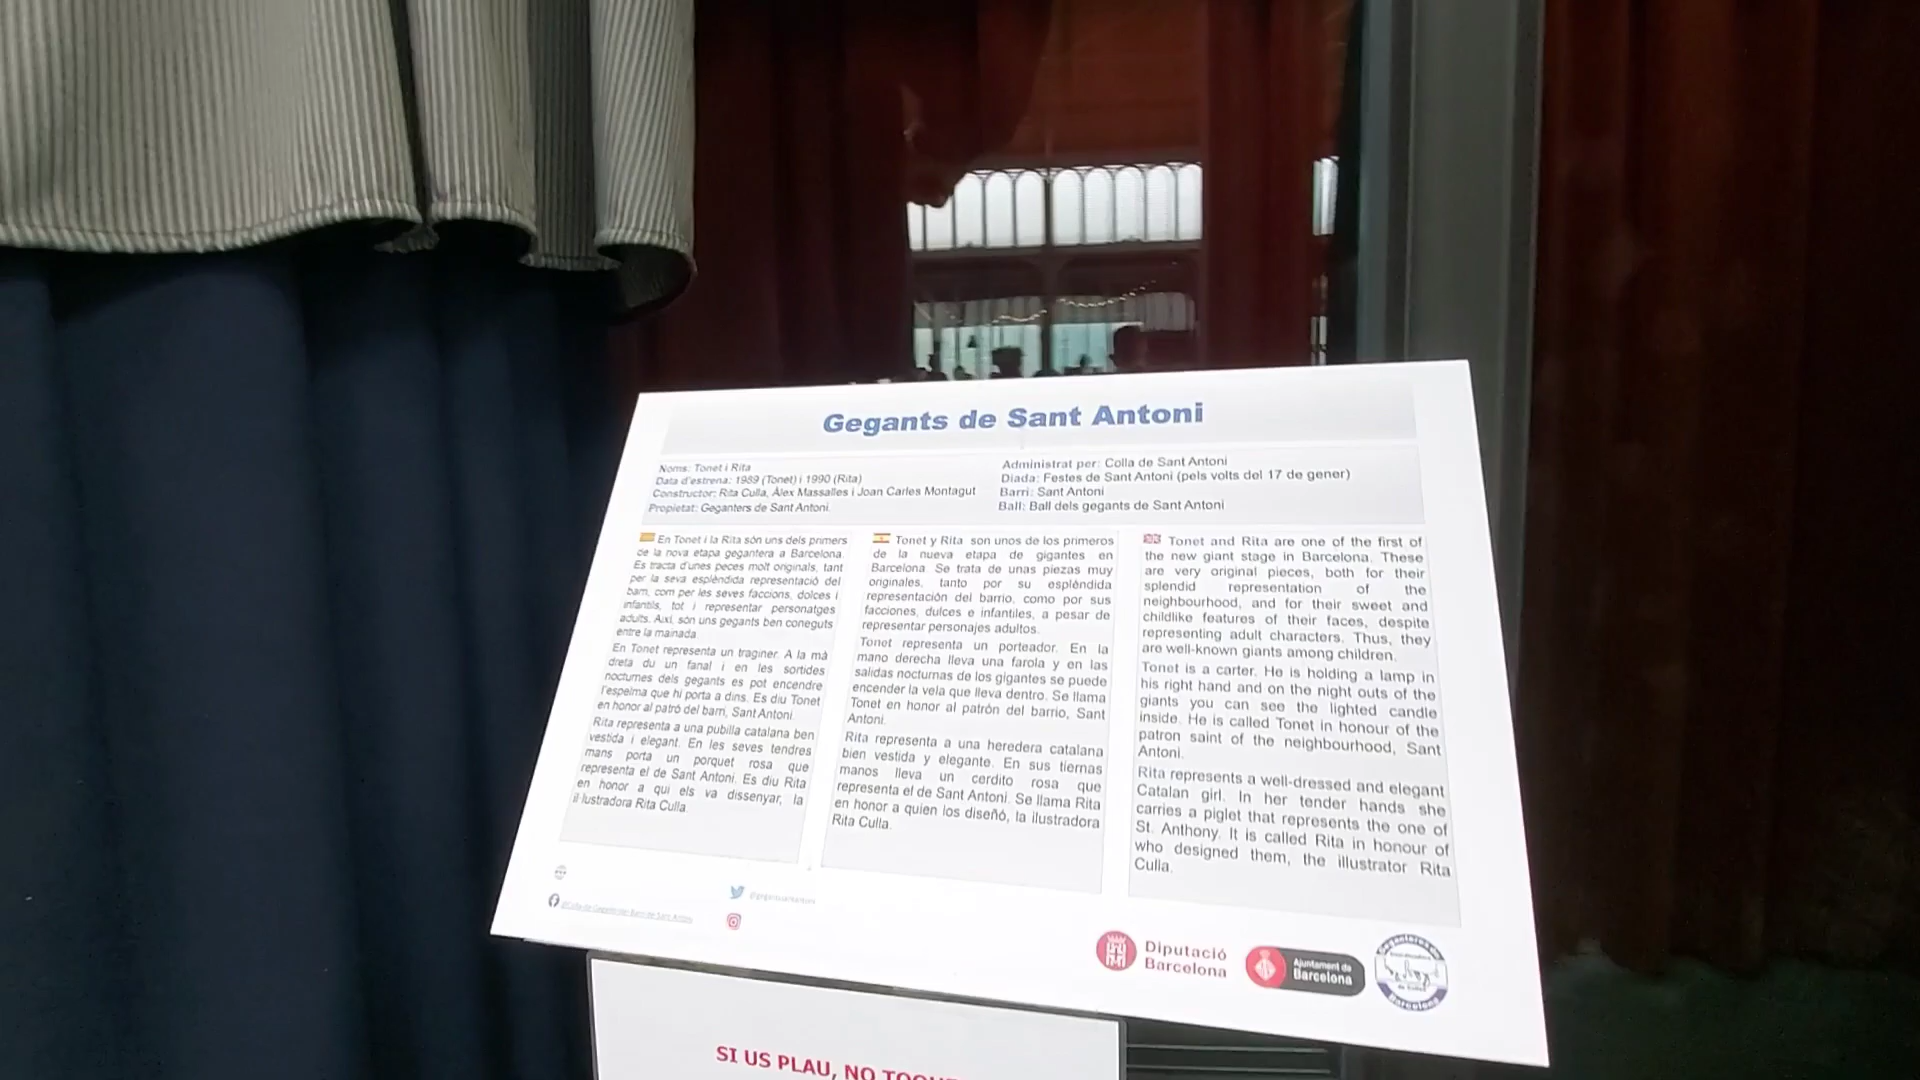 Gegants de Sant Antoni
Noms: Tonet i Rita
Data d'estrena: 1989 (Tonet) i 1990 (Rita)
Constructor: Rita Culla, Àlex Massalles i Joan Carles Montagut
Propietat: Geganters de Sant Antoni.
Administrat per: Colla de Sant Antoni
Diada: Festes de Sant Antoni (pels volts del 17 de gener)
Barri: Sant Antoni
Ball: Ball dels gegants de Sant Antoni
En Tonet i la Rita són uns dels primers
de la nova etapa gegantera a Barcelona.
Es tracta d'unes peces molt originals, tant
per la seva esplèndida representació del
barri, com per les seves faccions, dolces i
infantils, tot i representar personatges
adults. Així, són uns gegants ben coneguts
entre la mainada.
En Tonet representa un traginer. A la mà
dreta du un fanal i en les sortides
nocturnes dels gegants es pot encendre
l'espelma que hi porta a dins. Es diu Tonet
en honor al patró del barri, Sant Antoni.
Rita representa a una pubilla catalana ben
vestida i elegant. En les seves tendres
mans porta un porquet rosa que
representa el de Sant Antoni. Es diu Rita
en honor a qui els va dissenyar, la
il·lustradora Rita Culla.
Tonet y Rita son unos de los primeros
de la nueva etapa de gigantes en
Barcelona. Se trata de unas piezas muy
originales, tanto por su esplèndida
representación del barrio, como por sus
facciones, dulces e infantiles, a pesar de
representar personajes adultos.
Tonet representa un porteador. En la
mano derecha lleva una farola y en las
salidas nocturnas de los gigantes se puede
encender la vela que lleva dentro. Se llama
Tonet en honor al patrón del barrio, Sant
Antoni.
Rita representa a una heredera catalana
bien vestida y elegante. En sus tiernas
manos lleva un cerdito rosa que
representa el de Sant Antoni. Se llama Rita
en honor a quien los diseñó, la ilustradora
Rita Culla.
Tonet and Rita are one of the first of
the new giant stage in Barcelona. These
are very original pieces, both for their
splendid representation of the
neighbourhood, and for their sweet and
childlike features of their faces, despite
representing adult characters. Thus, they
are well-known giants among children.
Tonet is a carter. He is holding a lamp in
his right hand and on the night outs of the
giants you can see the lighted candle
inside. He is called Tonet in honour of the
patron saint of the neighbourhood, Sant
Antoni.
Rita represents a well-dressed and elegant
Catalan girl. In her tender hands she
carries a piglet that represents the one of
St. Anthony. It is called Rita in honour of
who designed them, the illustrator Rita
Culla.
Diputació
Barcelona
Ajuntament de
Barcelona
Barcelona
SI US PLAU, NO